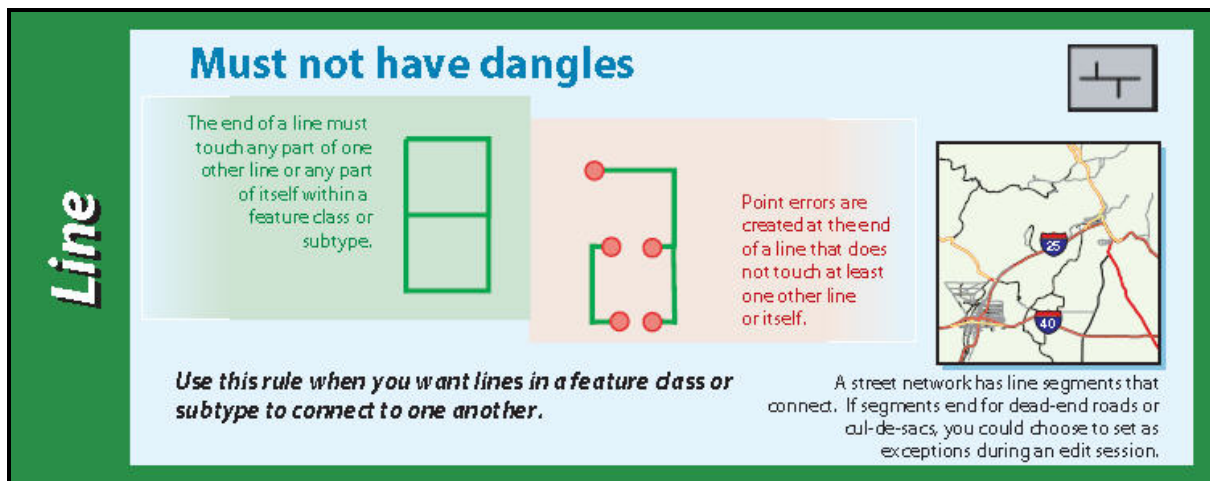 Must not have dangles
The end of a line must
touch any part of one
other line or any part
of itself within a
feature class or
subtype.
Point errors are
created at the end
of a line that does
not touch at least
one other line
or itself.
Line
25
40
Use this rule when you want lines in a feature class or
subtype to connect to one another.
A street network has line segments that
connect. If segments end for dead-end roads or
cul-de-sacs, you could choose to set as
exceptions during an edit session.